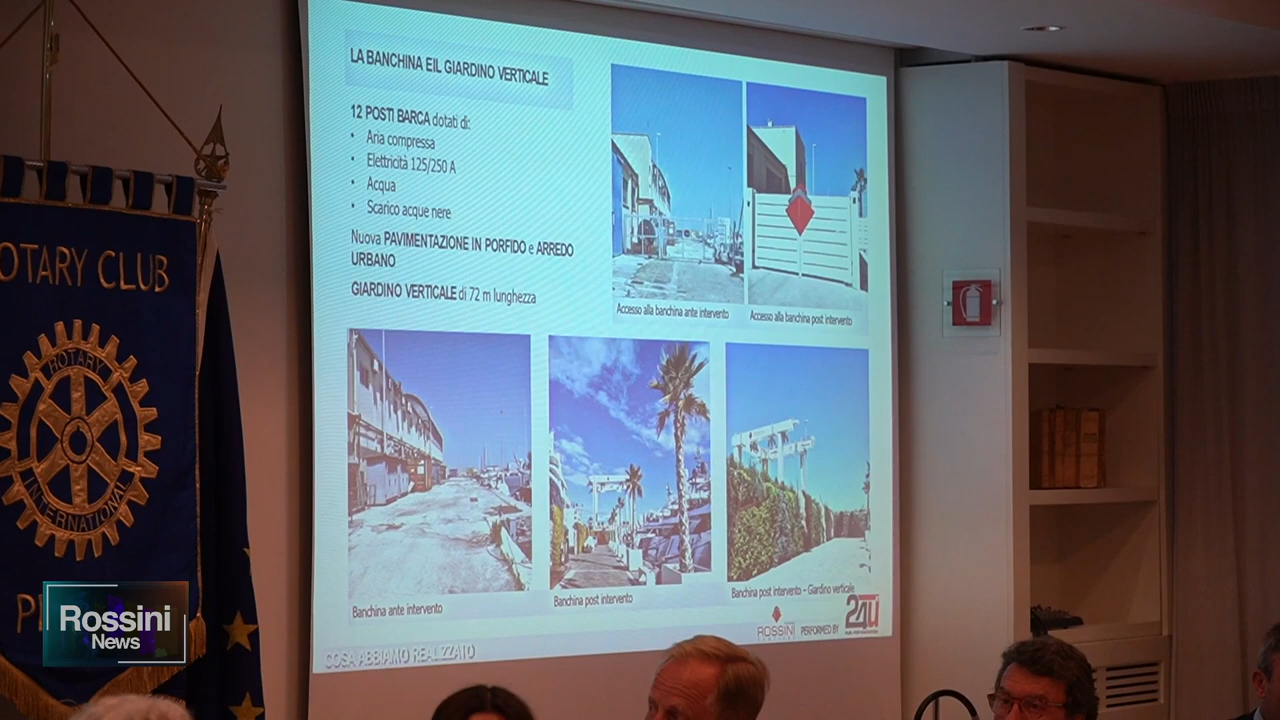 LA BANCHINA E IL GIARDINO VERTICALE
12 POSTI BARCA dotati di:
• Aria compressa
• Elettricità 125/250 A
• Acqua
• Scarico acque nere
Nuova PAVIMENTAZIONE IN PORFIDO e ARREDO
URBANO
GIARDINO VERTICALE di 72 m lunghezza
Accesso alla banchina ante intervento
Accesso alla banchina post intervento
Banchina ante intervento
Banchina post intervento
Banchina post intervento – Giardino verticale
ROSSINI
PERFORMED BY
24U
COSA ABBIAMO REALIZZATO
OTARY CLUB
ROTARY
INTERNATIONAL
P
Rossini
News